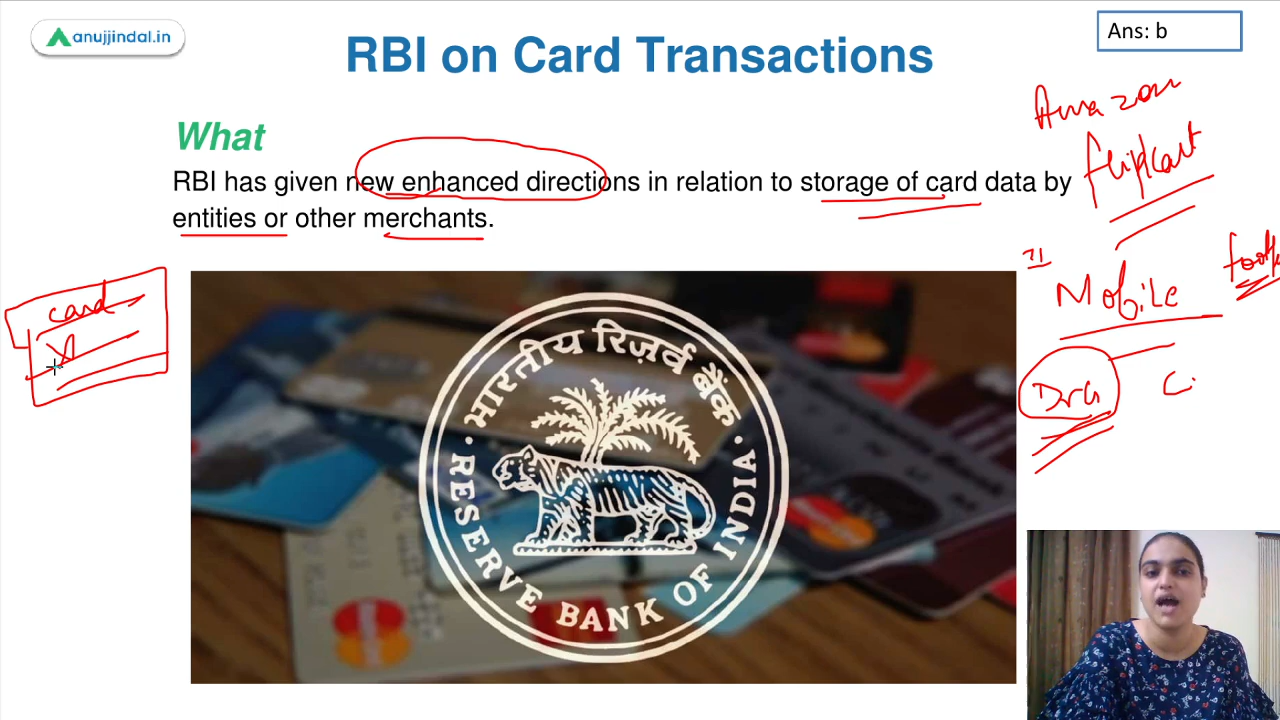 anujjindal.in
Ans: b
RBI on Card Transactions
What
RBI has given new enhanced directions in relation to storage of card data by
entities or other merchants.
Amazon
flipkart
Mobile
card
भारतीय रिज़र्व बैंक
RESERVE BANK OF INDIA